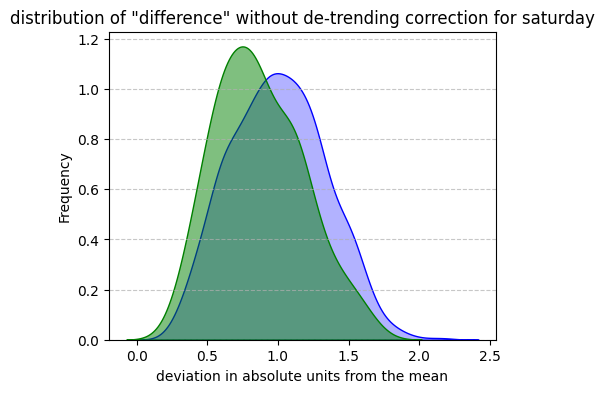 distribution of "difference" without de-trending correction for saturday
Frequency
1.2
1.0
0.8
0.6
0.4
0.2
0.0
0.0 0.5 1.0 1.5 2.0 2.5
deviation in absolute units from the mean